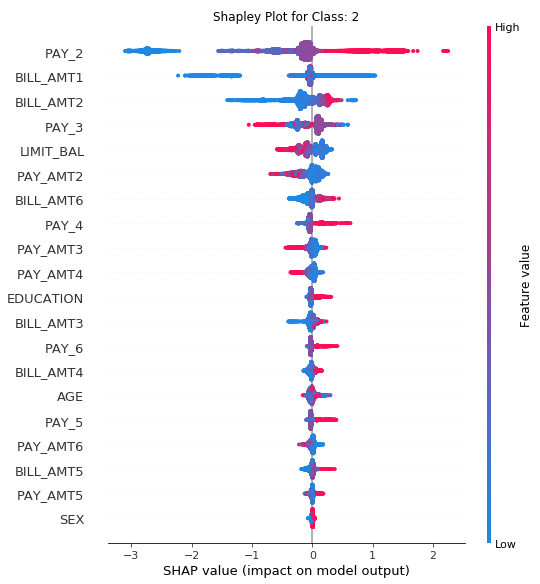 Shapley Plot for Class: 2
High
PAY_2
BILL_AMT1
BILL_AMT2
PAY_3
LIMIT_BAL
PAY_AMT2
BILL_AMT6
PAY_4
PAY_AMT3
PAY_AMT4
EDUCATION
BILL_AMT3
PAY_6
BILL_AMT4
AGE
PAY_5
PAY_AMT6
BILL_AMT5
PAY_AMT5
SEX
Feature value
Low
−3 −2 −1 0 1 2
SHAP value (impact on model output)